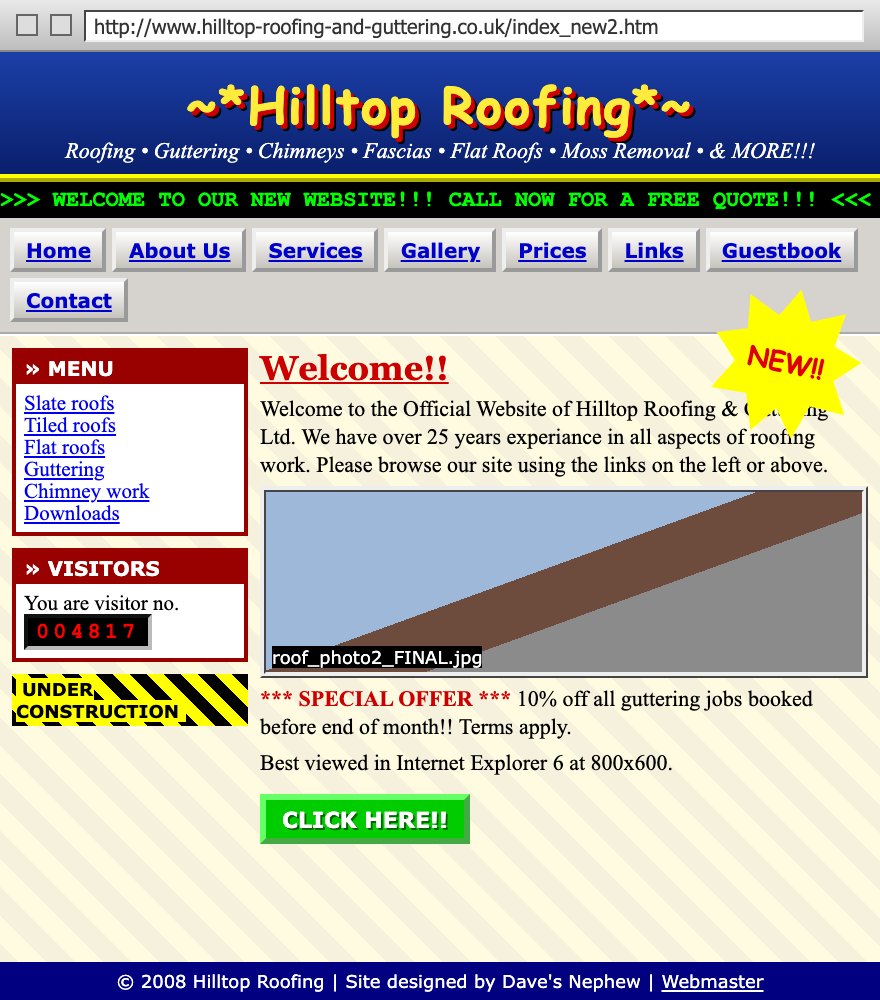 http://www.hilltop-roofing-and-guttering.co.uk/index_new2.htm
~*Hilltop Roofing*~
Roofing • Guttering • Chimneys • Fascias • Flat Roofs • Moss Removal • & MORE!!!
>>> WELCOME TO OUR NEW WEBSITE!!! CALL NOW FOR A FREE QUOTE!!! <<<
Home About Us Services Gallery Prices Links Guestbook
Contact
NEW!!
» MENU
Slate roofs
Tiled roofs
Flat roofs
Guttering
Chimney work
Downloads
» VISITORS
You are visitor no.
004817
UNDER
CONSTRUCTION
Welcome!!
Welcome to the Official Website of Hilltop Roofing &
Ltd. We have over 25 years experiance in all aspects of roofing
work. Please browse our site using the links on the left or above.
roof_photo2_FINAL.jpg
*** SPECIAL OFFER *** 10% off all guttering jobs booked
before end of month!! Terms apply.
Best viewed in Internet Explorer 6 at 800x600.
CLICK HERE!!
© 2008 Hilltop Roofing | Site designed by Dave's Nephew | Webmaster